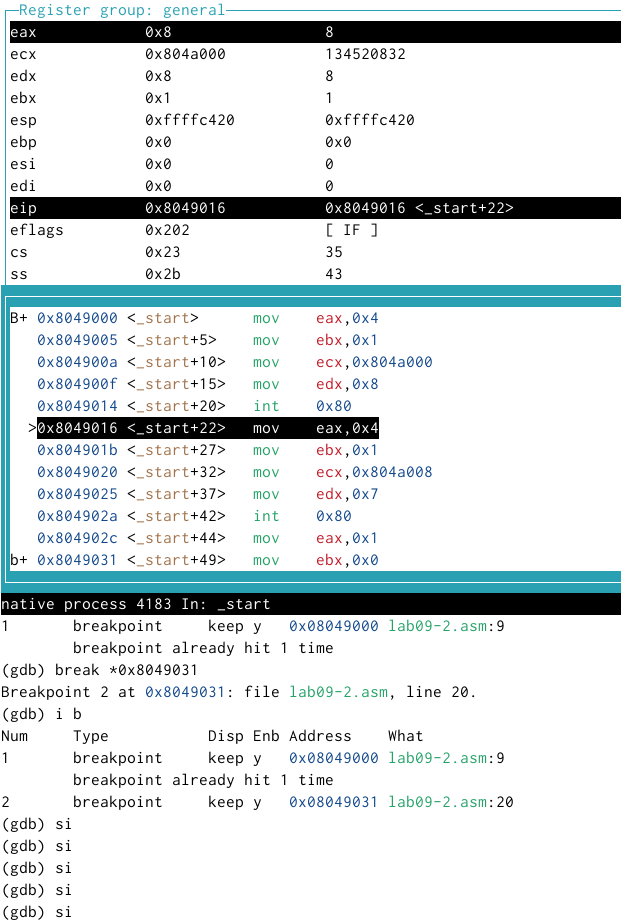 Register group: general
eax 0x8 8
ecx 0x804a000 134520832
edx 0x8 8
ebx 0x1 1
esp 0xffffc420 0xffffc420
ebp 0x0 0x0
esi 0x0 0
edi 0x0 0
eip 0x8049016 0x8049016 <_start+22>
eflags 0x202 [ IF ]
cs 0x23 35
ss 0x2b 43
B+ 0x8049000 <_start> mov eax,0x4
0x8049005 <_start+5> mov ebx,0x1
0x804900a <_start+10> mov ecx,0x804a000
0x804900f <_start+15> mov edx,0x8
0x8049014 <_start+20> int 0x80
>0x8049016 <_start+22> mov eax,0x4
0x804901b <_start+27> mov ebx,0x1
0x8049020 <_start+32> mov ecx,0x804a008
0x8049025 <_start+37> mov edx,0x7
0x804902a <_start+42> int 0x80
0x804902c <_start+44> mov eax,0x1
b+ 0x8049031 <_start+49> mov ebx,0x0
native process 4183 In: _start
1 breakpoint keep y 0x08049000 lab09-2.asm:9
breakpoint already hit 1 time
(gdb) break *0x8049031
Breakpoint 2 at 0x8049031: file lab09-2.asm, line 20.
(gdb) i b
Num Type Disp Enb Address What
1 breakpoint keep y 0x08049000 lab09-2.asm:9
breakpoint already hit 1 time
2 breakpoint keep y 0x08049031 lab09-2.asm:20
(gdb) si
(gdb) si
(gdb) si
(gdb) si
(gdb) si